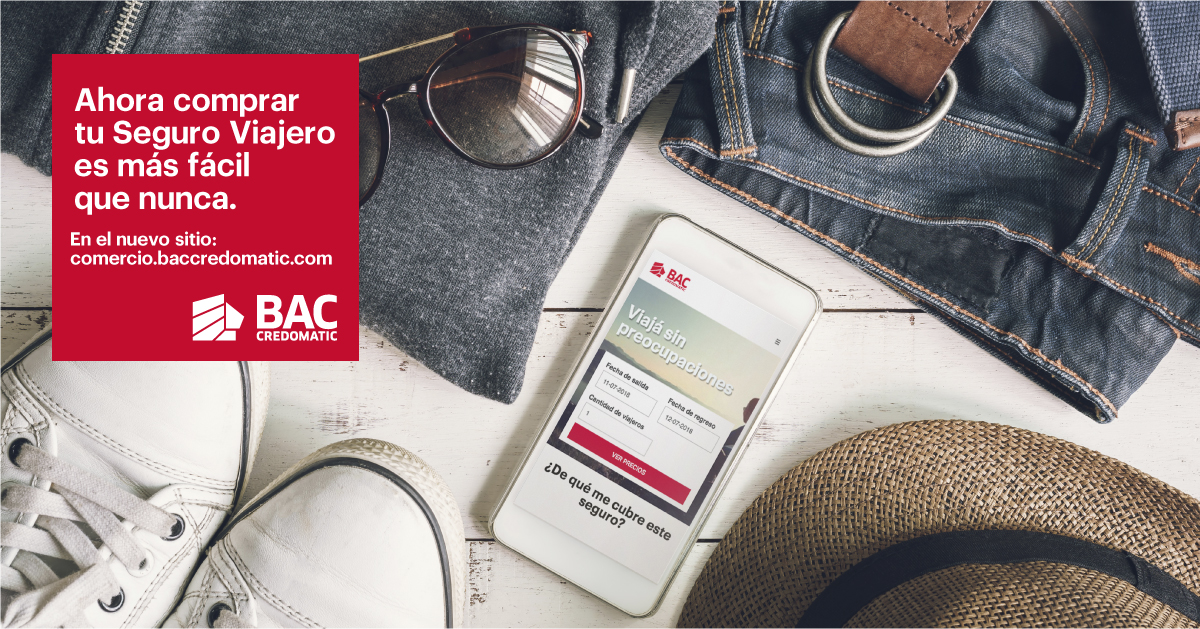 Ahora comprar
tu Seguro Viajero
es más fácil
que nunca.
En el nuevo sitio:
comercio.baccredomatic.com
BAC
CREDOMATIC
BAC
CREDOMATIC
Viajá sin
preocupaciones
Fecha de salida
11-07-2018
Fecha de regreso
12-07-2018
Cantidad de viajeros
1
VER PRECIOS
¿De qué me cubre este
seguro?